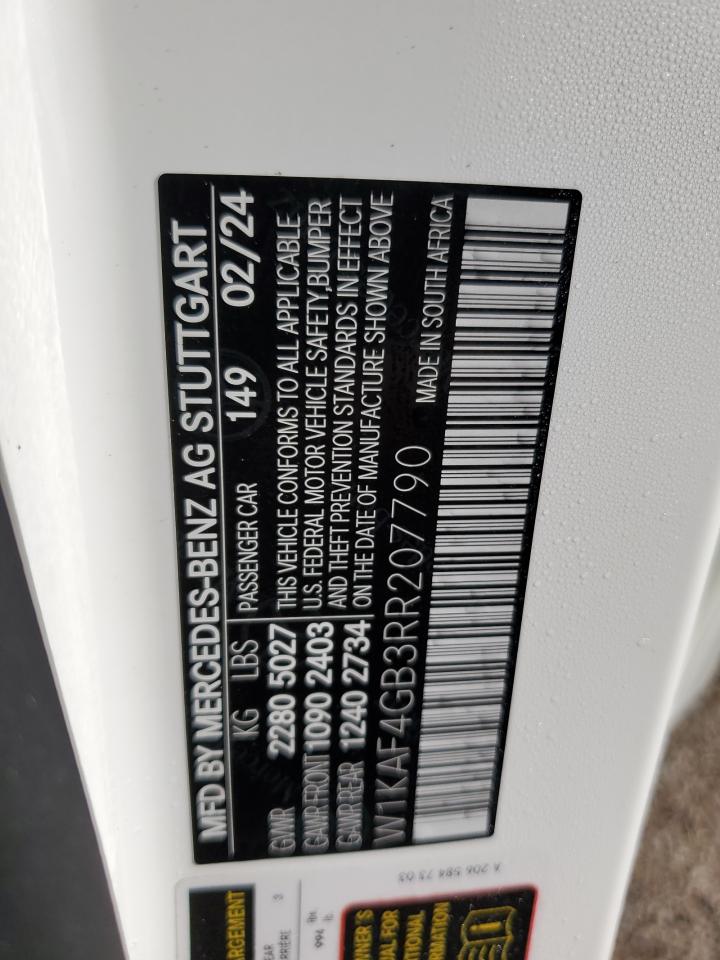 MFD BY MERCEDES-BENZ AG STUTTGART
KG LBS 149 02/24
PASSENGER CAR
GVWR 2280 5027 THIS VEHICLE CONFORMS TO ALL APPLICABLE
GAWR FRONT 1090 2403 U.S. FEDERAL MOTOR VEHICLE SAFETY, BUMPER
GAWR REAR 1240 2734 AND THEFT PREVENTION STANDARDS IN EFFECT
ON THE DATE OF MANUFACTURE SHOWN ABOVE
W1KAF4GB3RR207790 MADE IN SOUTH AFRICA
A 206 584 73 03